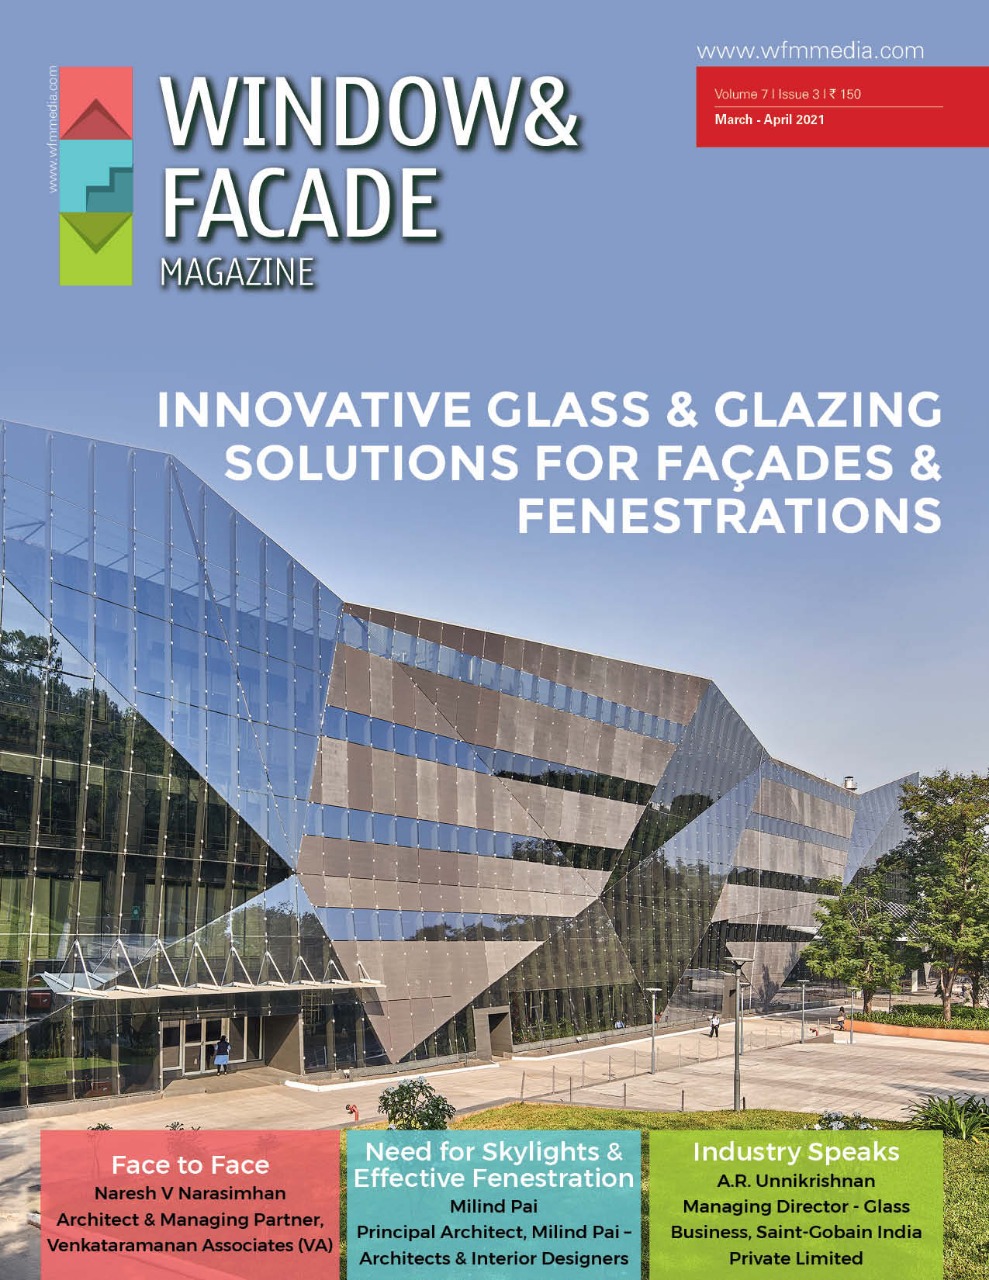 www.wfmmedia.com
Volume 7 I Issue 3 I ₹ 150
March - April 2021
www.wfmmedia.com
WINDOW&
FACADE
MAGAZINE
INNOVATIVE GLASS & GLAZING
SOLUTIONS FOR FAÇADES &
FENESTRATIONS
Face to Face
Naresh V Narasimhan
Architect & Managing Partner,
Venkataramanan Associates (VA)
Need for Skylights &
Effective Fenestration
Milind Pai
Principal Architect, Milind Pai –
Architects & Interior Designers
Industry Speaks
A.R. Unnikrishnan
Managing Director - Glass
Business, Saint-Gobain India
Private Limited